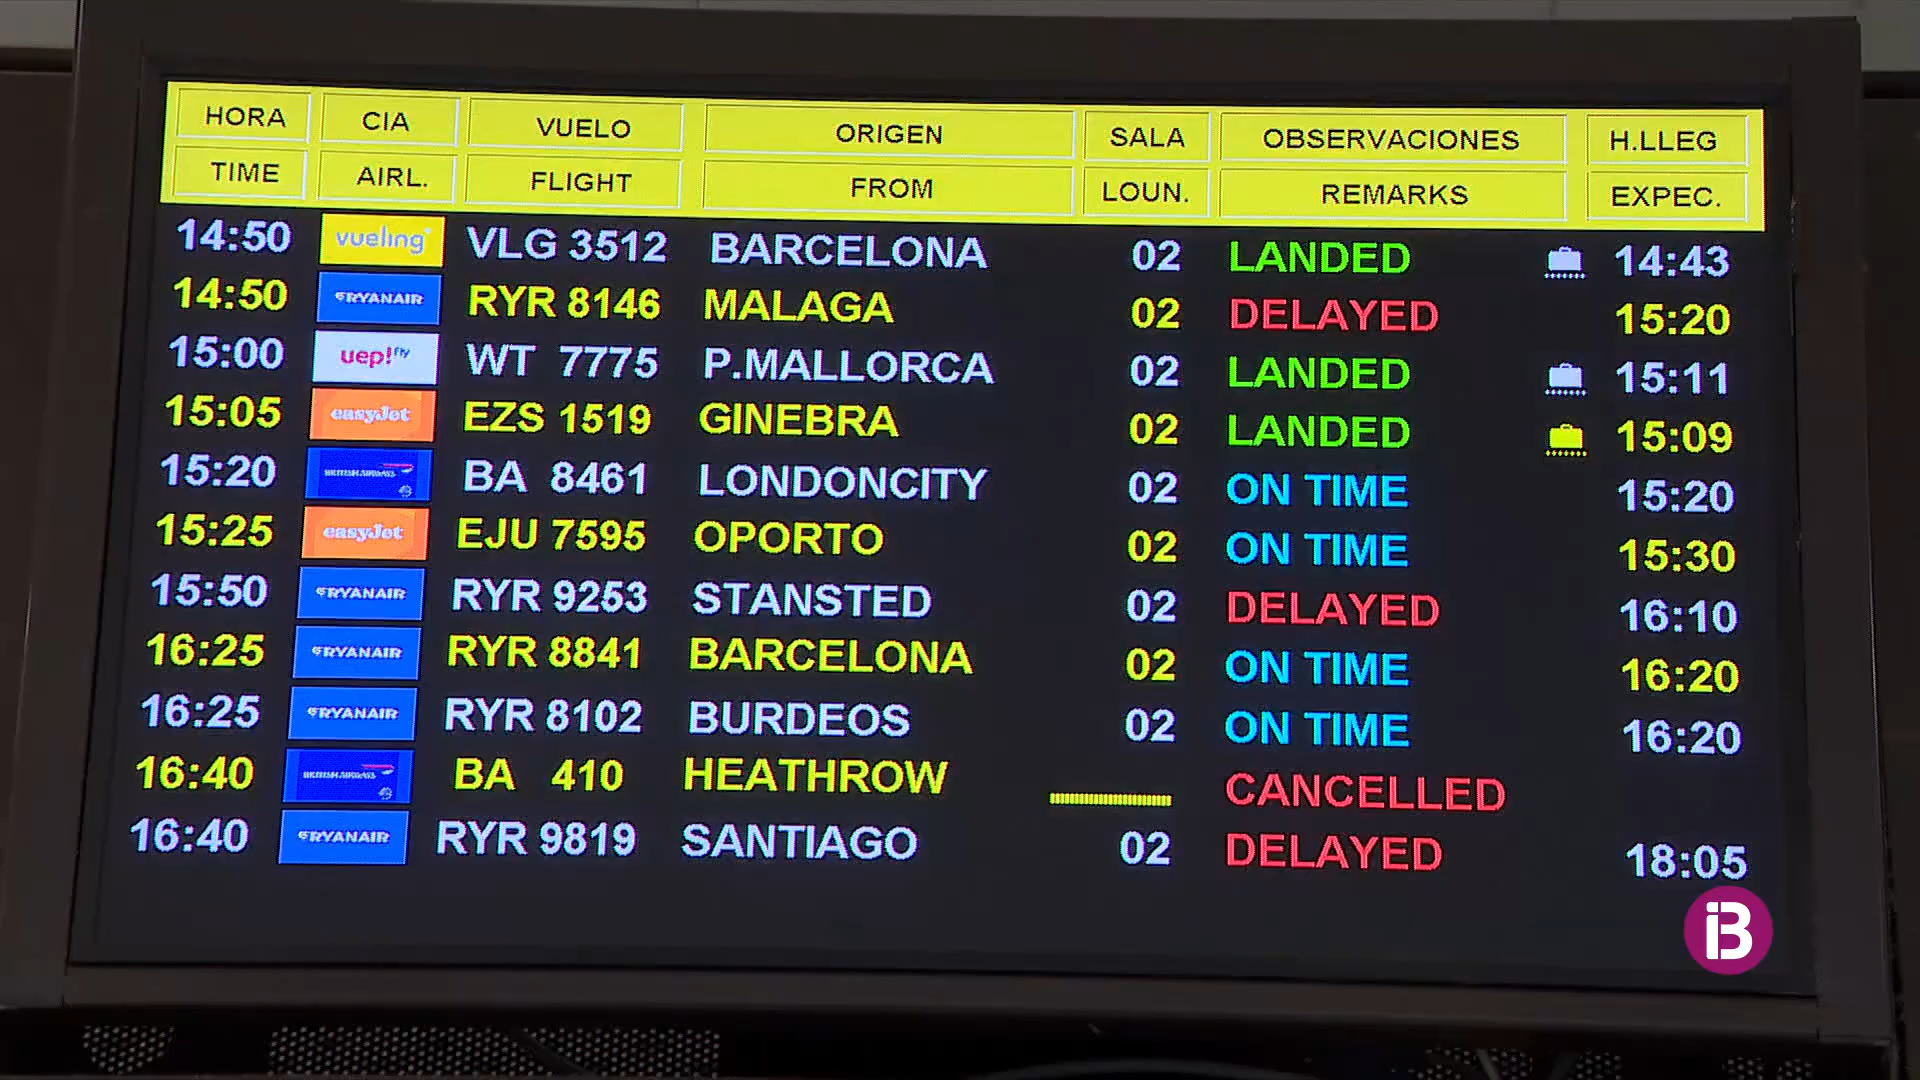 HORA CIA VUELO ORIGEN SALA OBSERVACIONES H.LLEG
TIME AIRL. FLIGHT FROM LOUN. REMARKS EXPEC.
14:50 vueling VLG 3512 BARCELONA 02 LANDED 14:43
14:50 RYANAIR RYR 8146 MALAGA 02 DELAYED 15:20
15:00 uep!fly WT 7775 P.MALLORCA 02 LANDED 15:11
15:05 easyJet EZS 1519 GINEBRA 02 LANDED 15:09
15:20 BRITISH AIRWAYS BA 8461 LONDONCITY 02 ON TIME 15:20
15:25 easyJet EJU 7595 OPORTO 02 ON TIME 15:30
15:50 RYANAIR RYR 9253 STANSTED 02 DELAYED 16:10
16:25 RYANAIR RYR 8841 BARCELONA 02 ON TIME 16:20
16:25 RYANAIR RYR 8102 BURDEOS 02 ON TIME 16:20
16:40 BRITISH AIRWAYS BA 410 HEATHROW CANCELLED
16:40 RYANAIR RYR 9819 SANTIAGO 02 DELAYED 18:05
IB